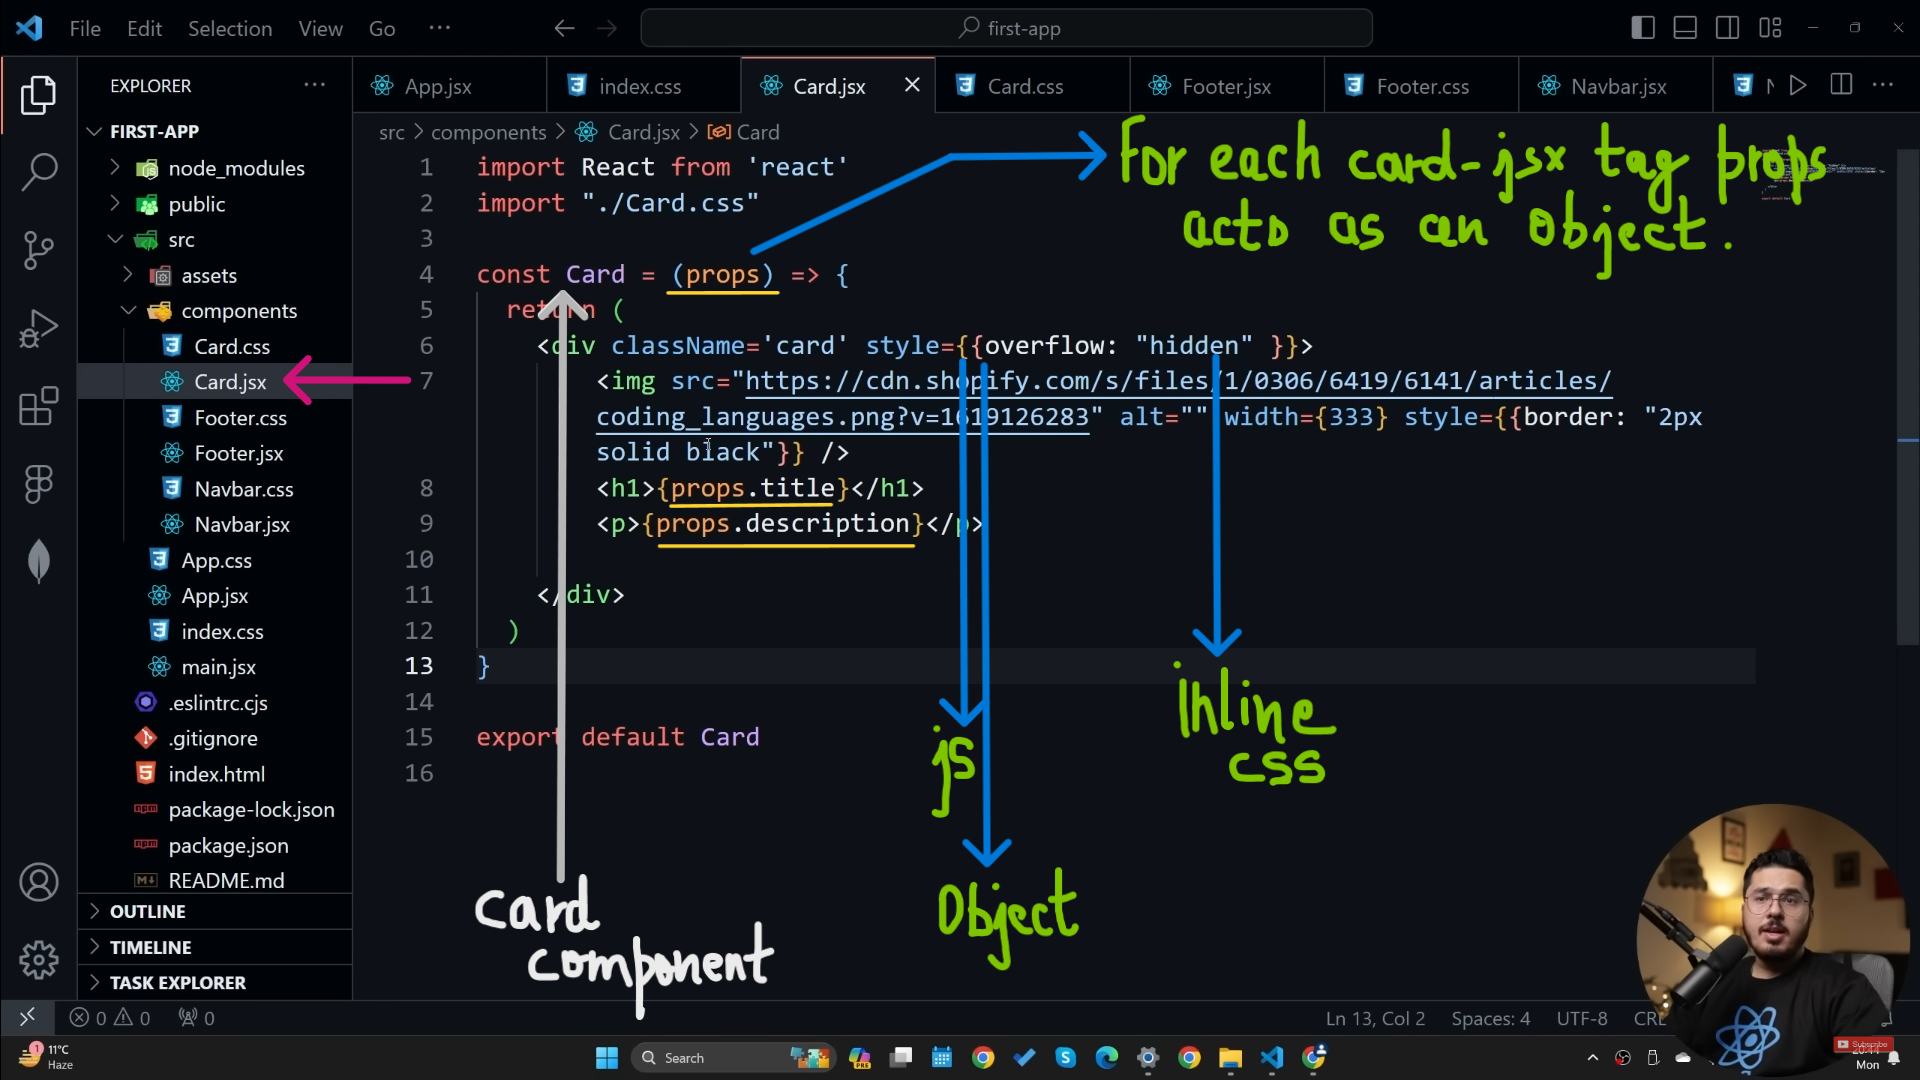 File Edit Selection View Go ···
first-app
EXPLORER ···
App.jsx
index.css
Card.jsx
Card.css
Footer.jsx
Footer.css
Navbar.jsx
FIRST-APP
node_modules
public
src
assets
components
Card.css
Card.jsx
Footer.css
Footer.jsx
Navbar.css
Navbar.jsx
App.css
App.jsx
index.css
main.jsx
.eslintrc.cjs
.gitignore
index.html
package-lock.json
package.json
README.md
OUTLINE
TIMELINE
TASK EXPLORER
src > components > Card.jsx > Card
1 import React from 'react'
2 import "./Card.css"
3
4 const Card = (props) => {
5 return (
6 <div className='card' style={{overflow: "hidden" }}>
7 <img src="https://cdn.shopify.com/s/files/1/0306/6419/6141/articles/
coding_languages.png?v=1619126283" alt="" width={333} style={{border: "2px
solid black"}} />
8 <h1>{props.title}</h1>
9 <p>{props.description}</p>
10
11 </div>
12 )
13 }
14
15 export default Card
16
For each card-jsx tag props
acts as an object.
js
Object
inline
css
Card
component
0 0 0
Ln 13, Col 2 Spaces: 4 UTF-8
1
11°C
Haze
Search
PRE
Subscribe
Mon